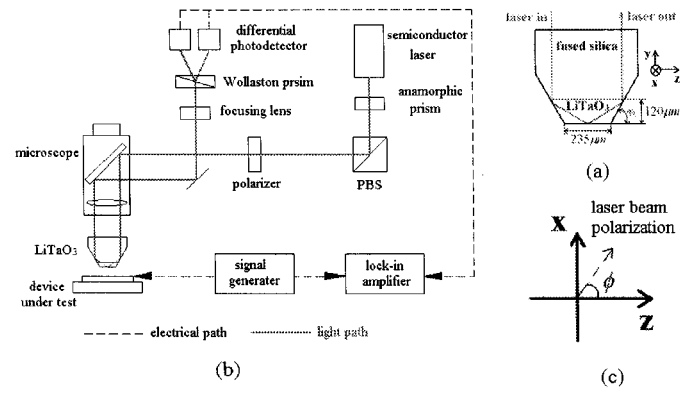 differential
photodetector
Wollaston prsim
focusing lens
semiconductor
laser
anamorphic
prism
microscope
polarizer
PBS
LiTaO3
device
under test
signal
generater
lock-in
amplifier
electrical path
light path
(b)
laser in
laser out
fused silica
y
x
z
LiTaO3
120μm
235μm
(a)
laser beam
polarization
X
ϕ
Z
(c)